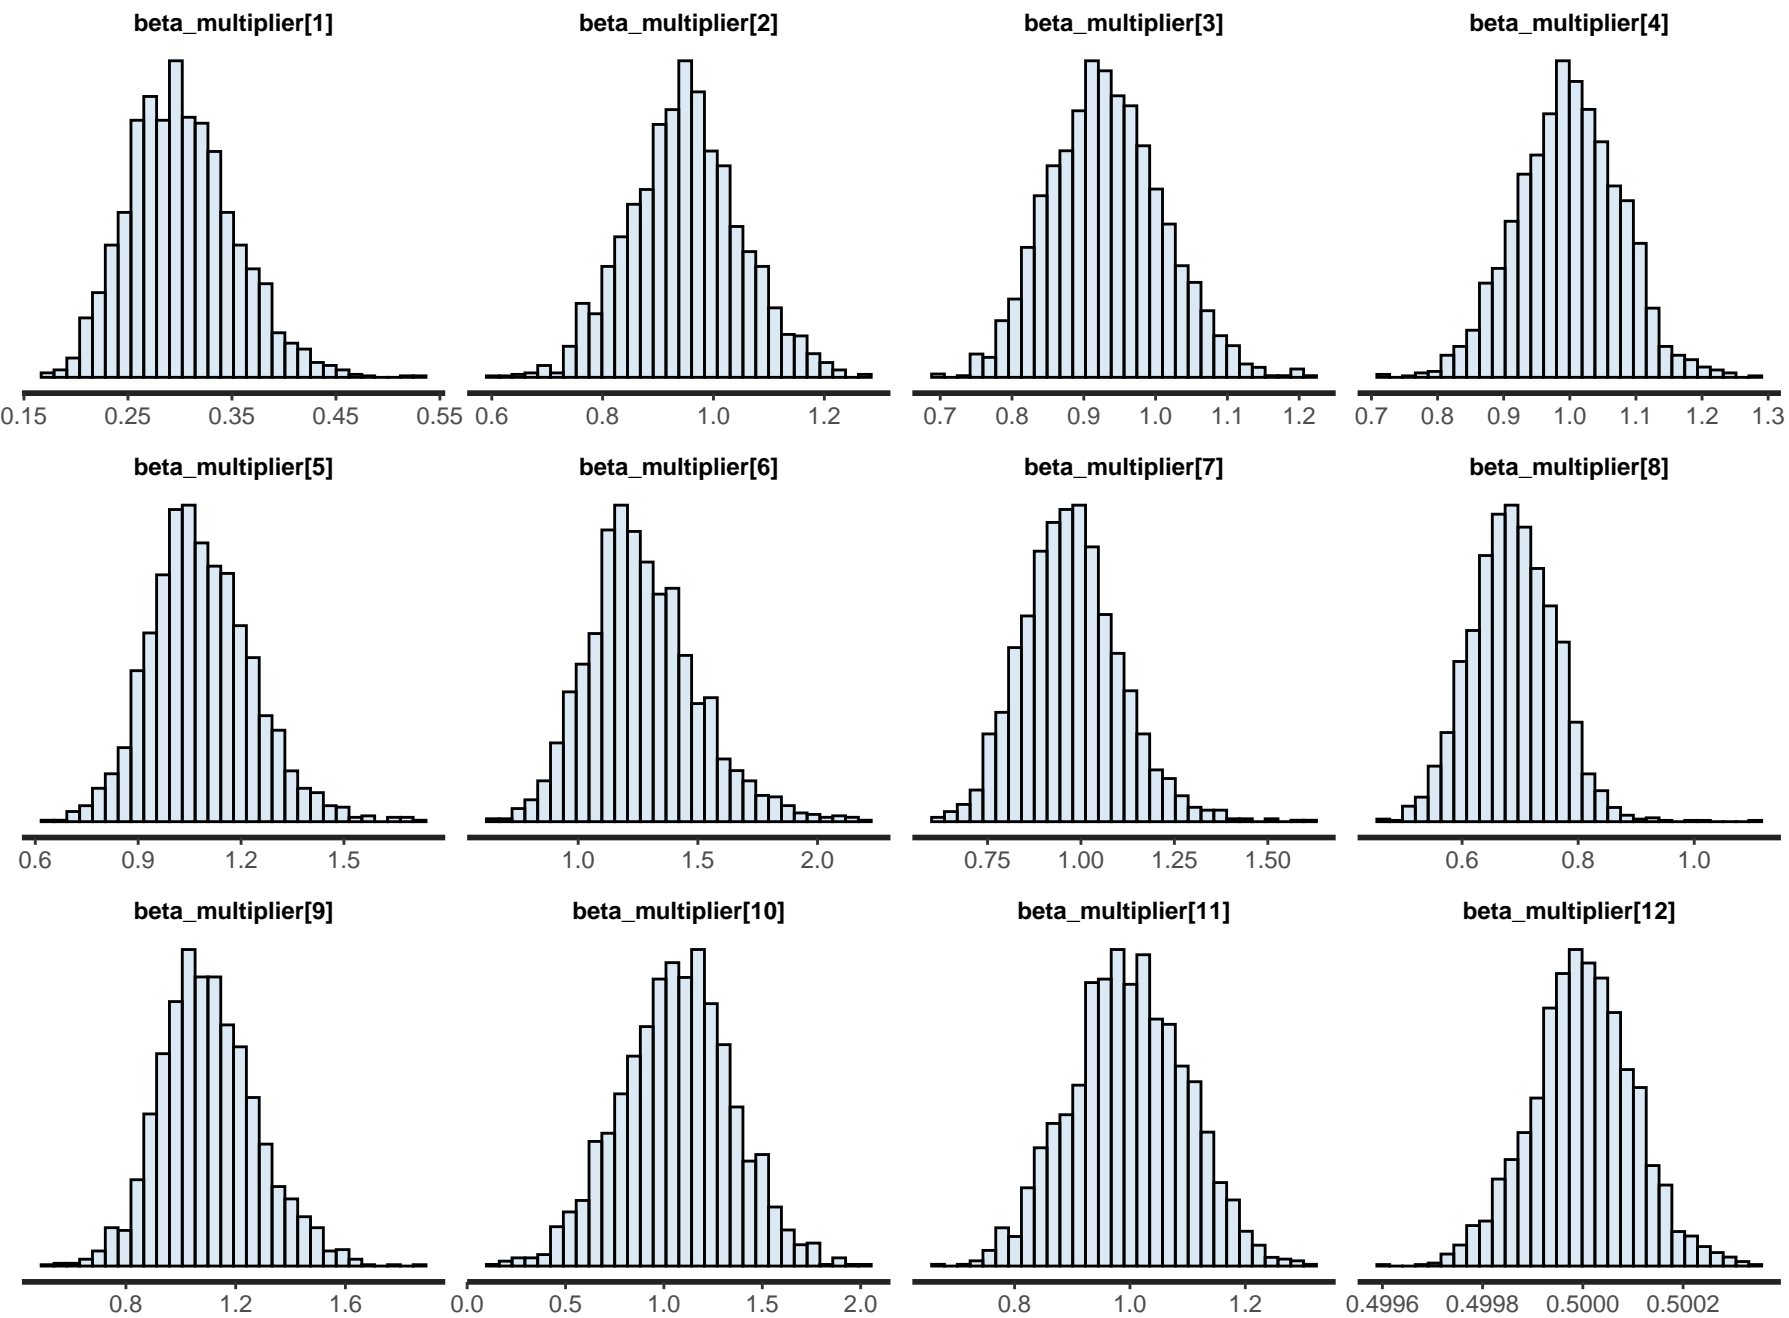 beta_multiplier[1] beta_multiplier[2] beta_multiplier[3] beta_multiplier[4]
0.15 0.25 0.35 0.45 0.55 0.6 0.8 1.0 1.2 0.7 0.8 0.9 1.0 1.1 1.2 0.7 0.8 0.9 1.0 1.1 1.2 1.3
beta_multiplier[5] beta_multiplier[6] beta_multiplier[7] beta_multiplier[8]
0.6 0.9 1.2 1.5 1.0 1.5 2.0 0.75 1.00 1.25 1.50 0.6 0.8 1.0
beta_multiplier[9] beta_multiplier[10] beta_multiplier[11] beta_multiplier[12]
0.8 1.2 1.6 0.0 0.5 1.0 1.5 2.0 0.8 1.0 1.2 0.4996 0.4998 0.5000 0.5002